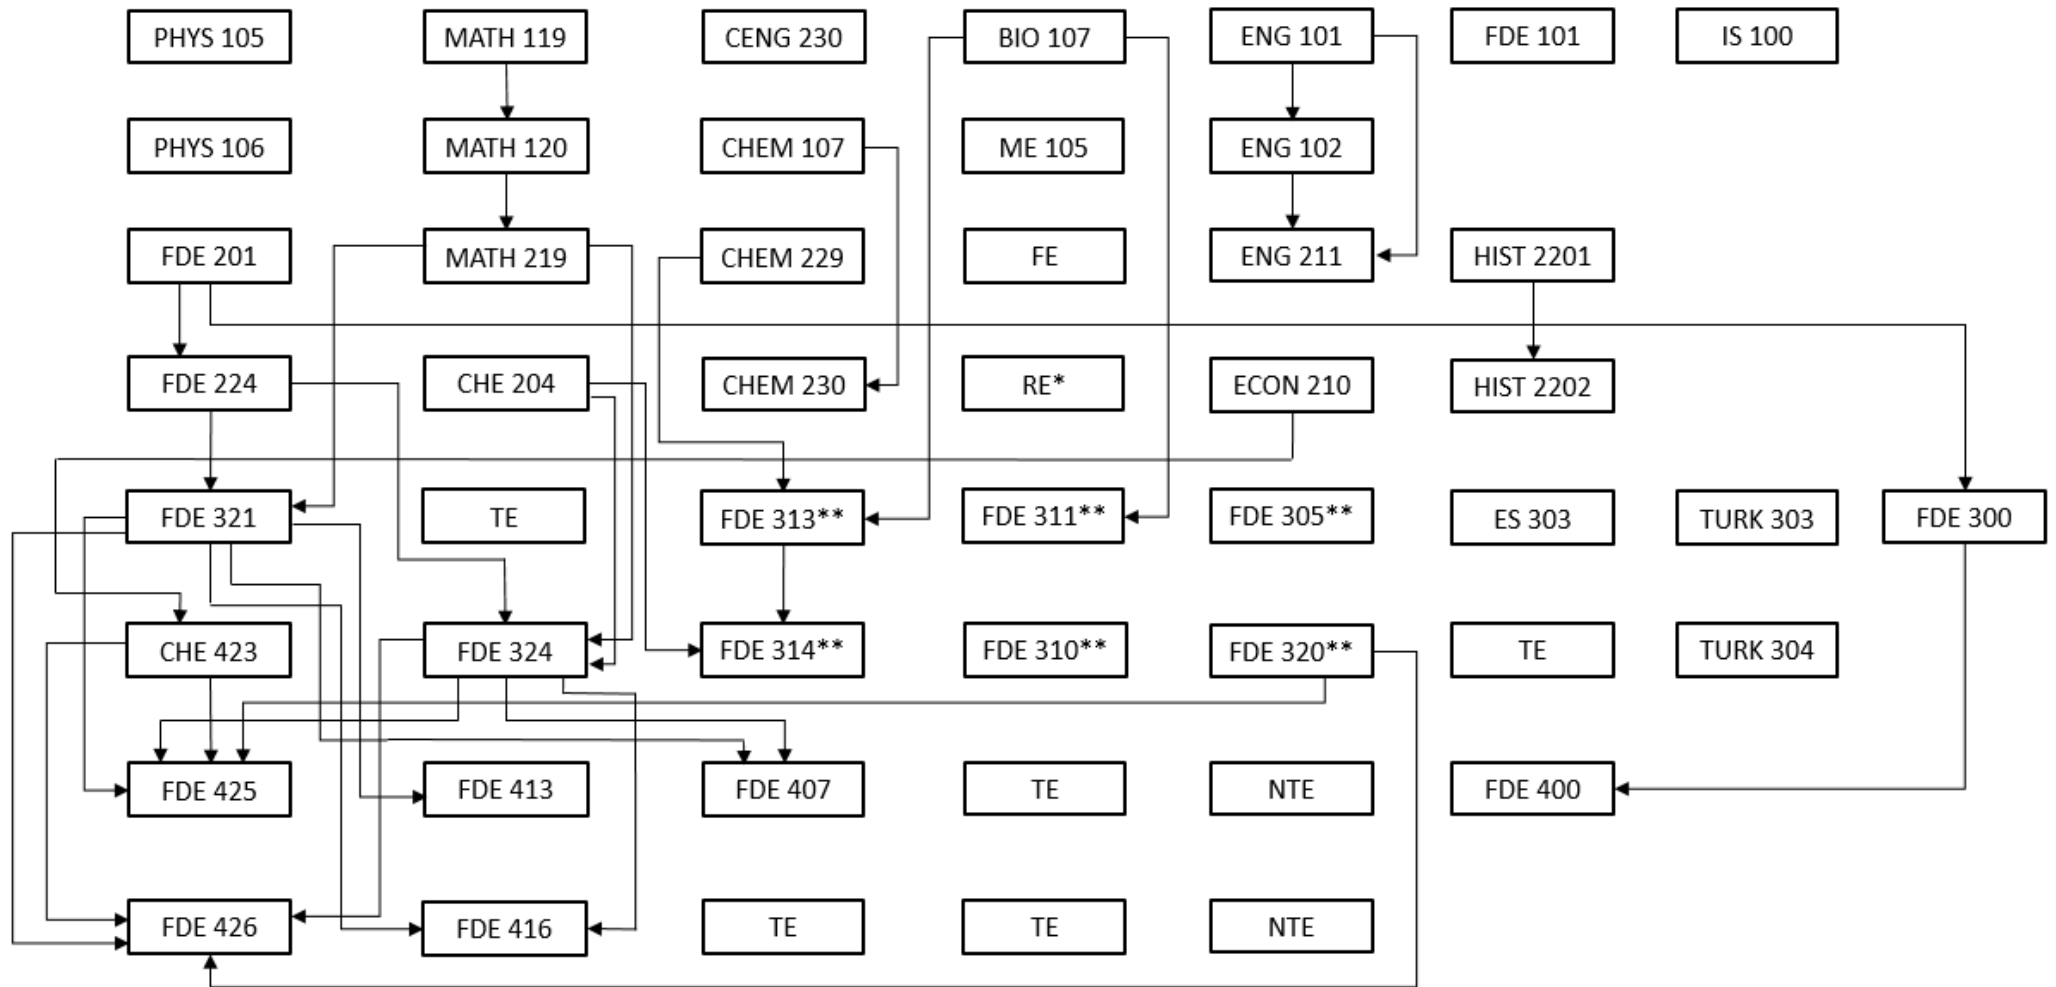 PHYS 105
MATH 119
CENG 230
BIO 107
ENG 101
FDE 101
IS 100
PHYS 106
MATH 120
CHEM 107
ME 105
ENG 102
FDE 201
MATH 219
CHEM 229
FE
ENG 211
HIST 2201
FDE 224
CHE 204
CHEM 230
RE*
ECON 210
HIST 2202
FDE 321
TE
FDE 313**
FDE 311**
FDE 305**
ES 303
TURK 303
FDE 300
CHE 423
FDE 324
FDE 314**
FDE 310**
FDE 320**
TE
TURK 304
FDE 425
FDE 413
FDE 407
TE
NTE
FDE 400
FDE 426
FDE 416
TE
TE
NTE